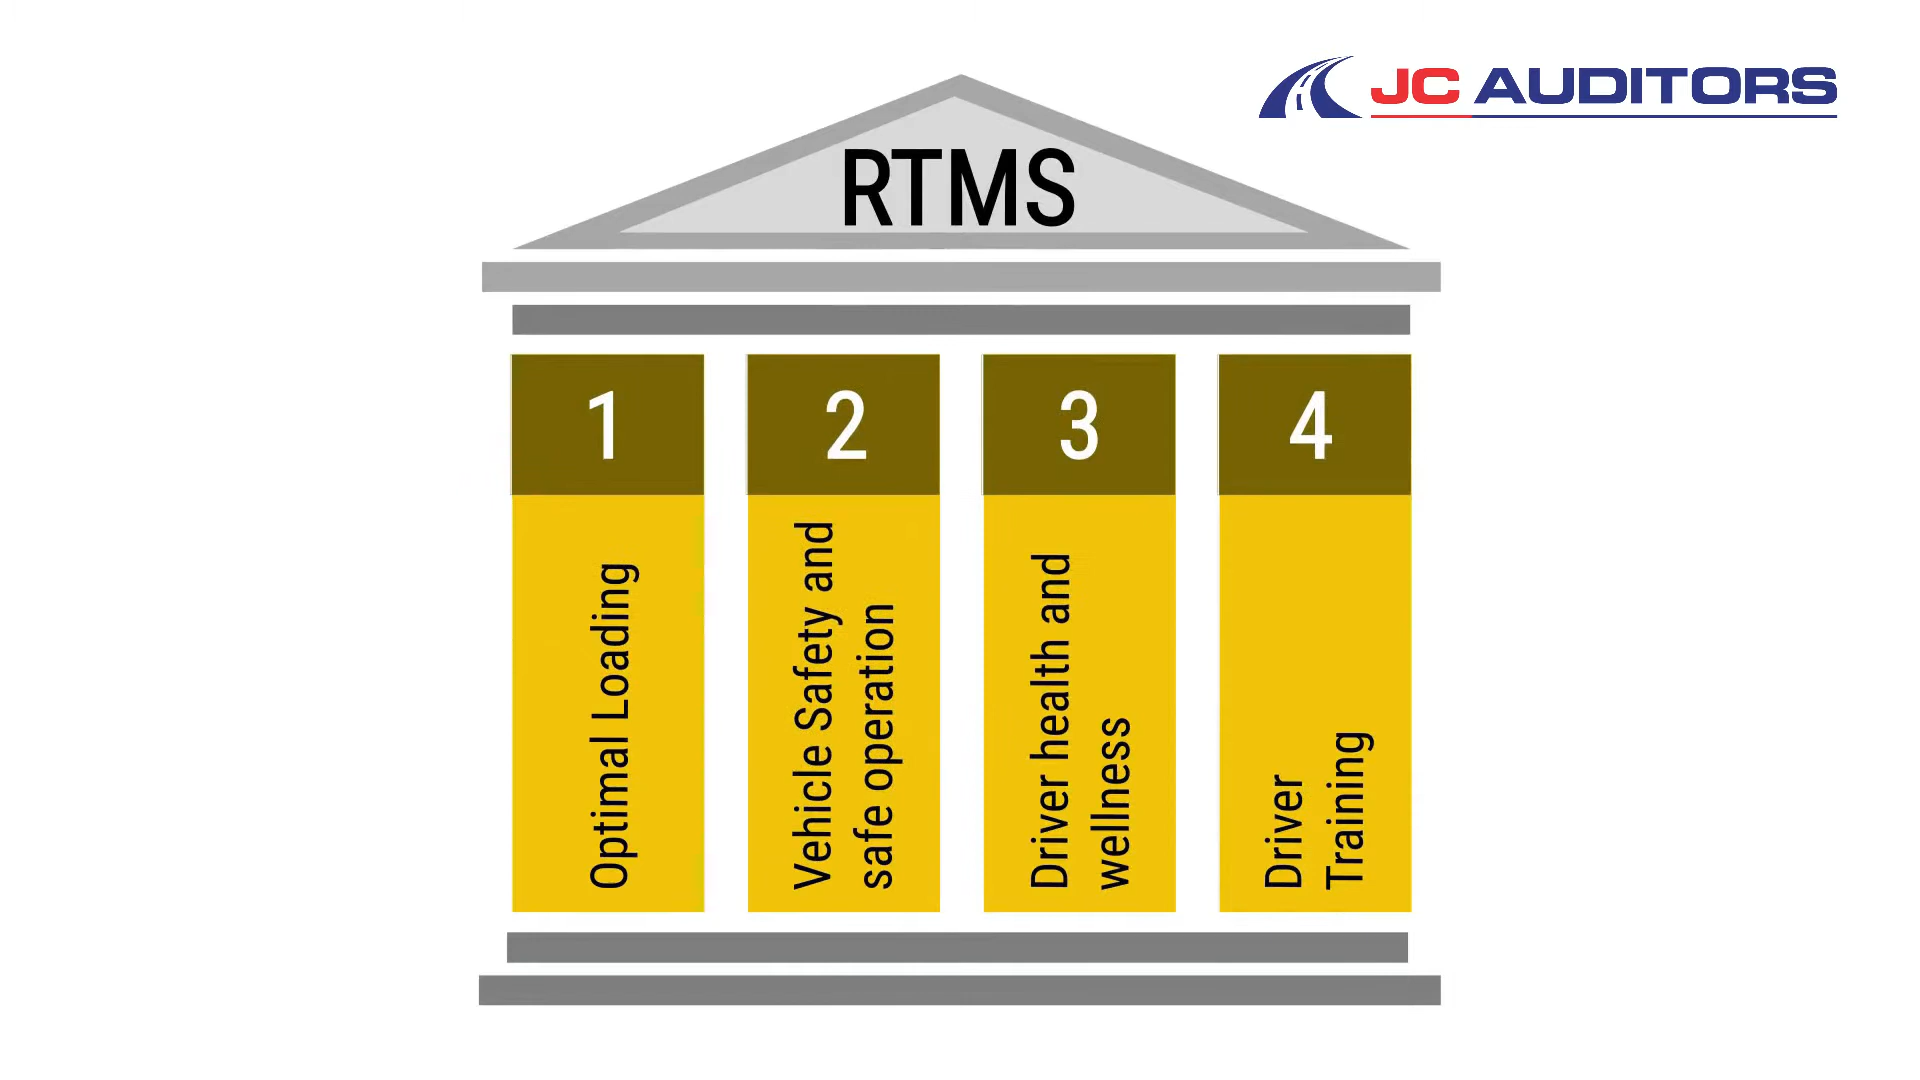 JC AUDITORS
RTMS
1
2
3
4
Optimal Loading
Vehicle Safety and
safe operation
Driver health and
wellness
Driver
Training